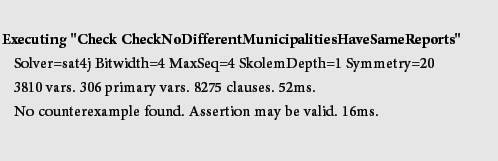 Executing "Check CheckNoDifferentMunicipalitiesHaveSameReports"
Solver=sat4j Bitwidth=4 MaxSeq=4 SkolemDepth=1 Symmetry=20
3810 vars. 306 primary vars. 8275 clauses. 52ms.
No counterexample found. Assertion may be valid. 16ms.